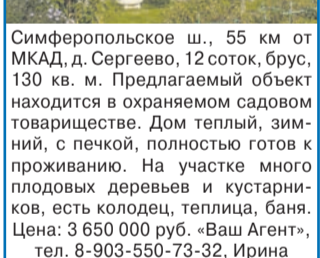 Симферопольское ш., 55 км от
МКАД, д. Сергеево, 12 соток, брус,
130 кв. м. Предлагаемый объект
находится в охраняемом садовом
товариществе. Дом теплый, зим-
ний, с печкой, полностью готов к
проживанию. На участке много
плодовых деревьев и кустарни-
ков, есть колодец, теплица, баня.
Цена: 3 650 000 руб. «Ваш Агент»,
тел. 8-903-550-73-32, Ирина